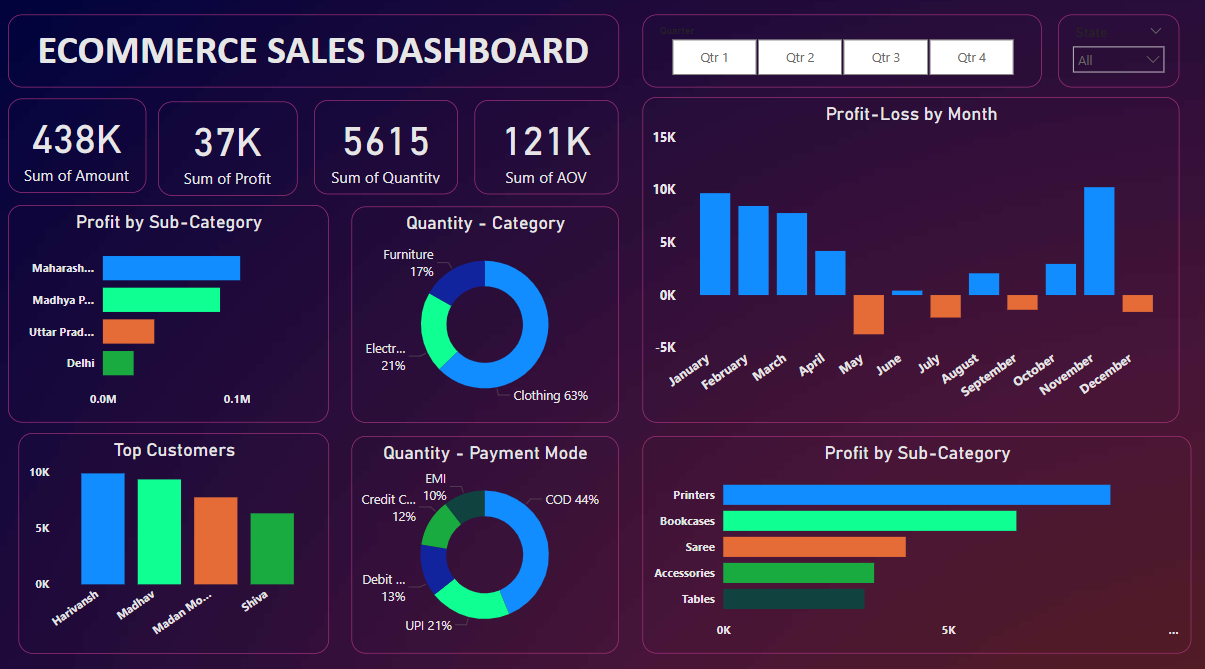 ECOMMERCE SALES DASHBOARD
Quarter
Qtr 1
Qtr 2
Qtr 3
Qtr 4
State
All
438K
Sum of Amount
37K
Sum of Profit
5615
Sum of Quantity
121K
Sum of AOV
Profit-Loss by Month
15K
10K
5K
0K
-5K
January
February
March
April
May
June
July
August
September
October
November
December
Profit by Sub-Category
Maharash...
Madhya P...
Uttar Prad...
Delhi
0.0M
0.1M
Quantity - Category
Furniture
17%
Electr...
21%
Clothing 63%
Top Customers
10K
5K
0K
Harivansh
Madhav
Madan Mo...
Shiva
Quantity - Payment Mode
EMI
10%
Credit C...
12%
COD 44%
Debit ...
13%
UPI 21%
Profit by Sub-Category
Printers
Bookcases
Saree
Accessories
Tables
0K
5K
...